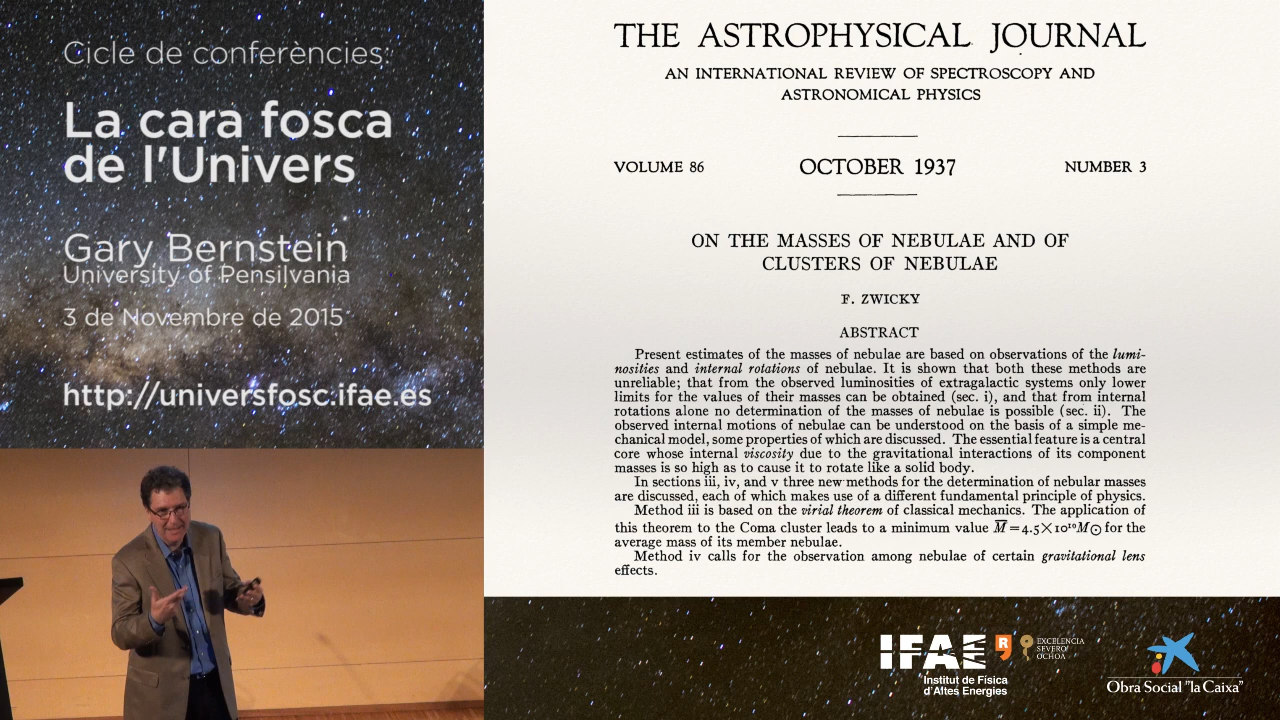 Cicle de conferències:
La cara fosca
de l'Univers
Gary Bernstein
University of Pensilvania
3 de Novembre de 2015
http://universfosc.ifae.es
THE ASTROPHYSICAL JOURNAL
AN INTERNATIONAL REVIEW OF SPECTROSCOPY AND
ASTRONOMICAL PHYSICS
VOLUME 86 OCTOBER 1937 NUMBER 3
ON THE MASSES OF NEBULAE AND OF
CLUSTERS OF NEBULAE
F. ZWICKY
ABSTRACT
Present estimates of the masses of nebulae are based on observations of the lumi-
nosities and internal rotations of nebulae. It is shown that both these methods are
unreliable; that from the observed luminosities of extragalactic systems only lower
limits for the values of their masses can be obtained (sec. i), and that from internal
rotations alone no determination of the masses of nebulae is possible (sec. ii). The
observed internal motions of nebulae can be understood on the basis of a simple me-
chanical model, some properties of which are discussed. The essential feature is a central
core whose internal viscosity due to the gravitational interactions of its component
masses is so high as to cause it to rotate like a solid body.
In sections iii, iv, and v three new methods for the determination of nebular masses
are discussed, each of which makes use of a different fundamental principle of physics.
Method iii is based on the virial theorem of classical mechanics. The application of
this theorem to the Coma cluster leads to a minimum value M̅ = 4.5×10¹⁰M☉ for the
average mass of its member nebulae.
Method iv calls for the observation among nebulae of certain gravitational lens
effects.
IFAE
Institut de Física
d'Altes Energies
EXCELENCIA
SEVERO
OCHOA
Obra Social "la Caixa"